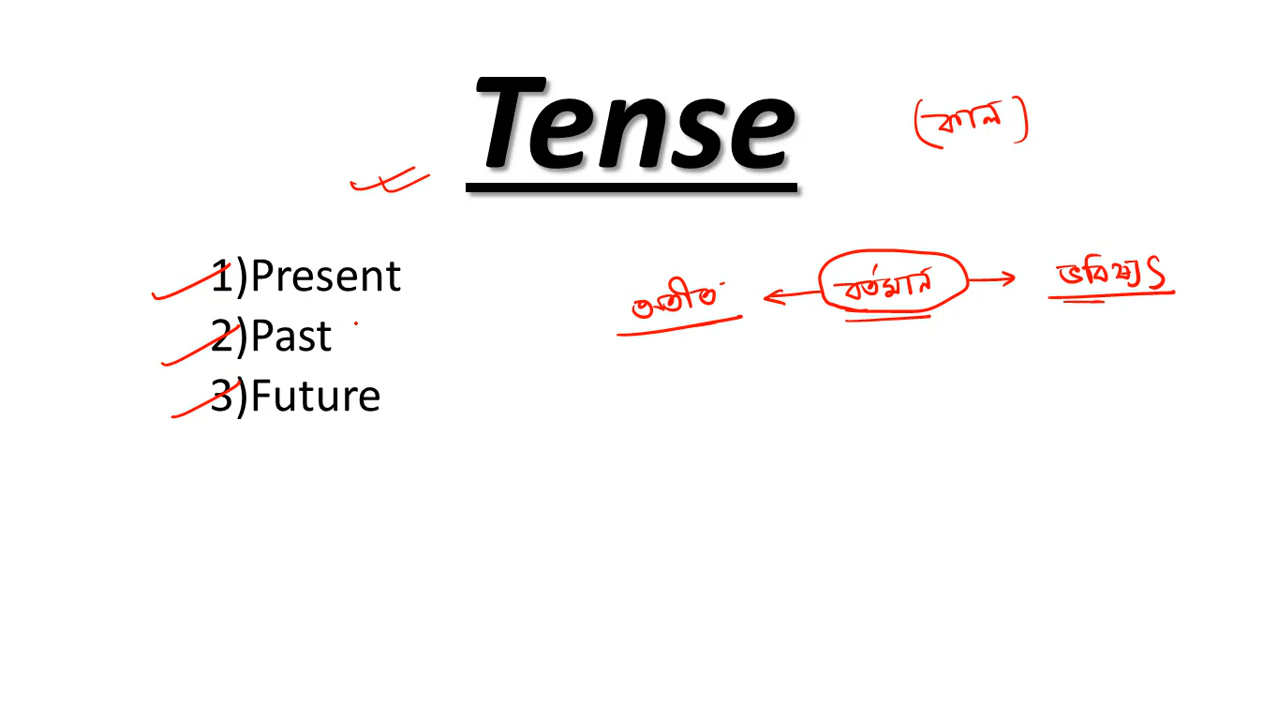 Tense (কাল)
1)Present
2)Past
3)Future
অতীত ← বর্তমান → ভবিষ্যৎ